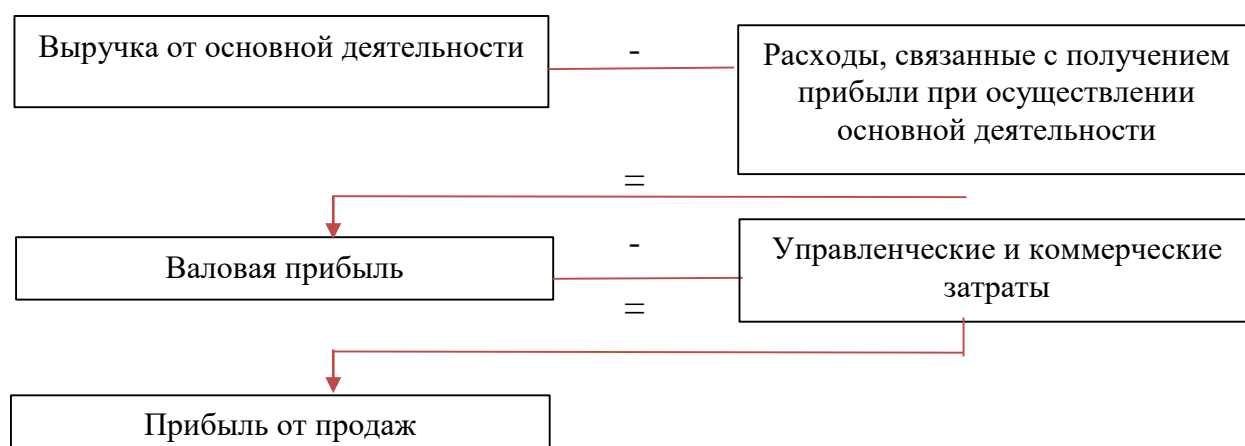 Выручка от основной деятельности
-
Расходы, связанные с получением
прибыли при осуществлении
основной деятельности
=
Валовая прибыль
-
Управленческие и коммерческие
затраты
=
Прибыль от продаж